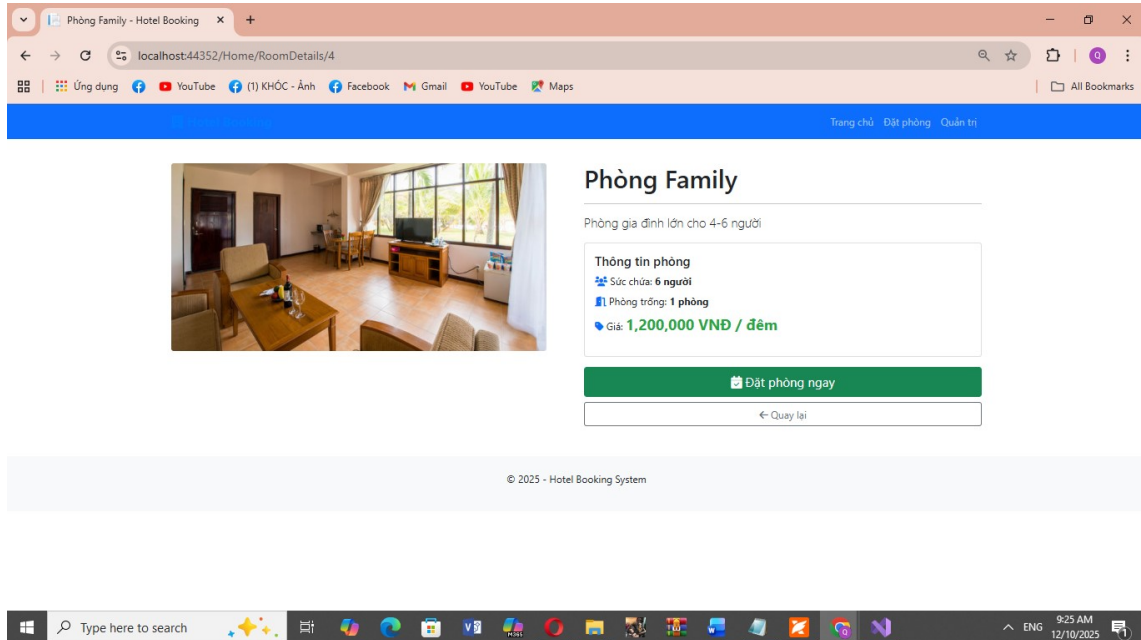 Phòng Family - Hotel Booking
localhost:44352/Home/RoomDetails/4
Q
Ứng dụng YouTube (1) KHÓC - Ảnh Facebook Gmail YouTube Maps All Bookmarks
Hotel Booking Trang chủ Đặt phòng Quản trị
Phòng Family
Phòng gia đình lớn cho 4-6 người
Thông tin phòng
Sức chứa: 6 người
Phòng trống: 1 phòng
Giá: 1,200,000 VNĐ / đêm
Đặt phòng ngay
← Quay lại
© 2025 - Hotel Booking System
Type here to search
ENG
9:25 AM
12/10/2025